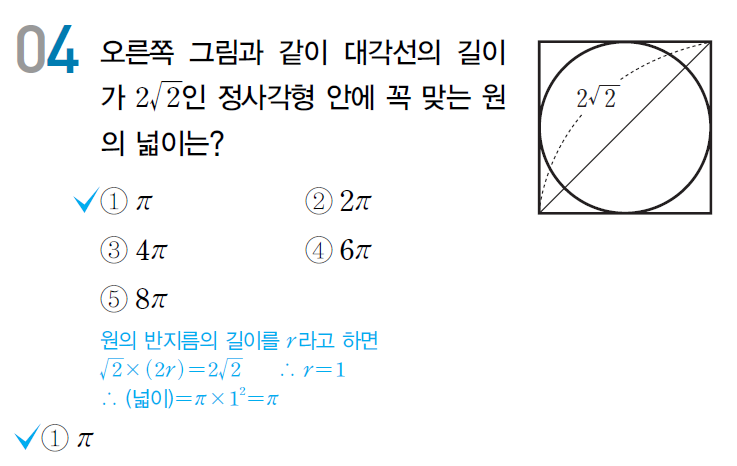 04 오른쪽 그림과 같이 대각선의 길이
가 2√2인 정사각형 안에 꼭 맞는 원
의 넓이는?
2√2
① π ② 2π
③ 4π ④ 6π
⑤ 8π
원의 반지름의 길이를 r라고 하면
√2×(2r)=2√2 ∴ r=1
∴ (넓이)=π×1²=π
① π